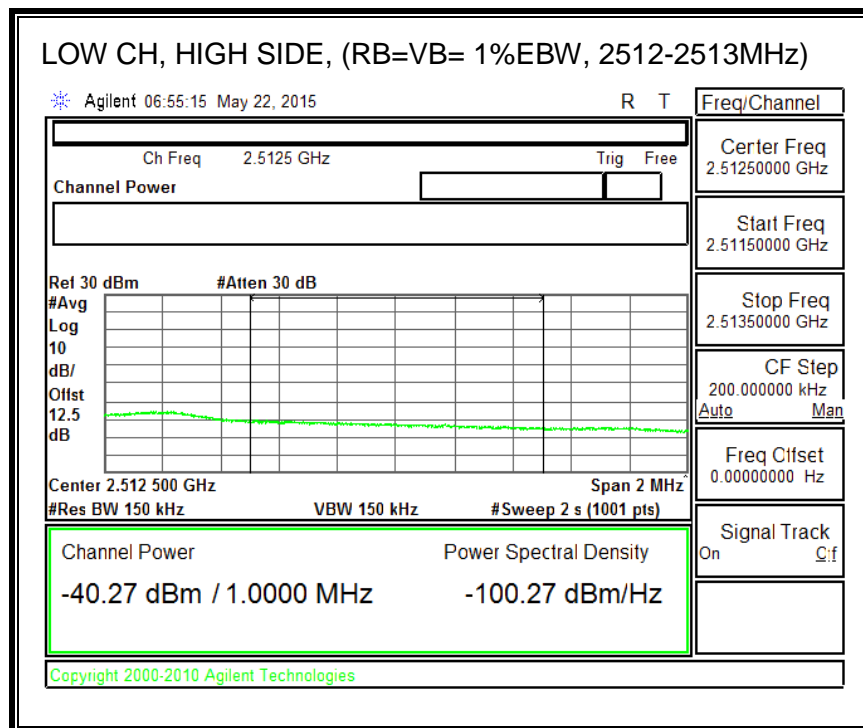 LOW CH, HIGH SIDE, (RB=VB= 1%EBW, 2512-2513MHz)
Agilent 06:55:15 May 22, 2015 R T
Freq/Channel
Ch Freq 2.5125 GHz Trig Free
Channel Power
Center Freq
2.51250000 GHz
Start Freq
2.51150000 GHz
Stop Freq
2.51350000 GHz
CF Step
200.000000 kHz
Auto Man
Freq Offset
0.00000000 Hz
Signal Track
On Off
Ref 30 dBm #Atten 30 dB
#Avg
Log
10
dB/
Offst
12.5
dB
Center 2.512 500 GHz Span 2 MHz
#Res BW 150 kHz VBW 150 kHz #Sweep 2 s (1001 pts)
Channel Power Power Spectral Density
-40.27 dBm / 1.0000 MHz -100.27 dBm/Hz
Copyright 2000-2010 Agilent Technologies